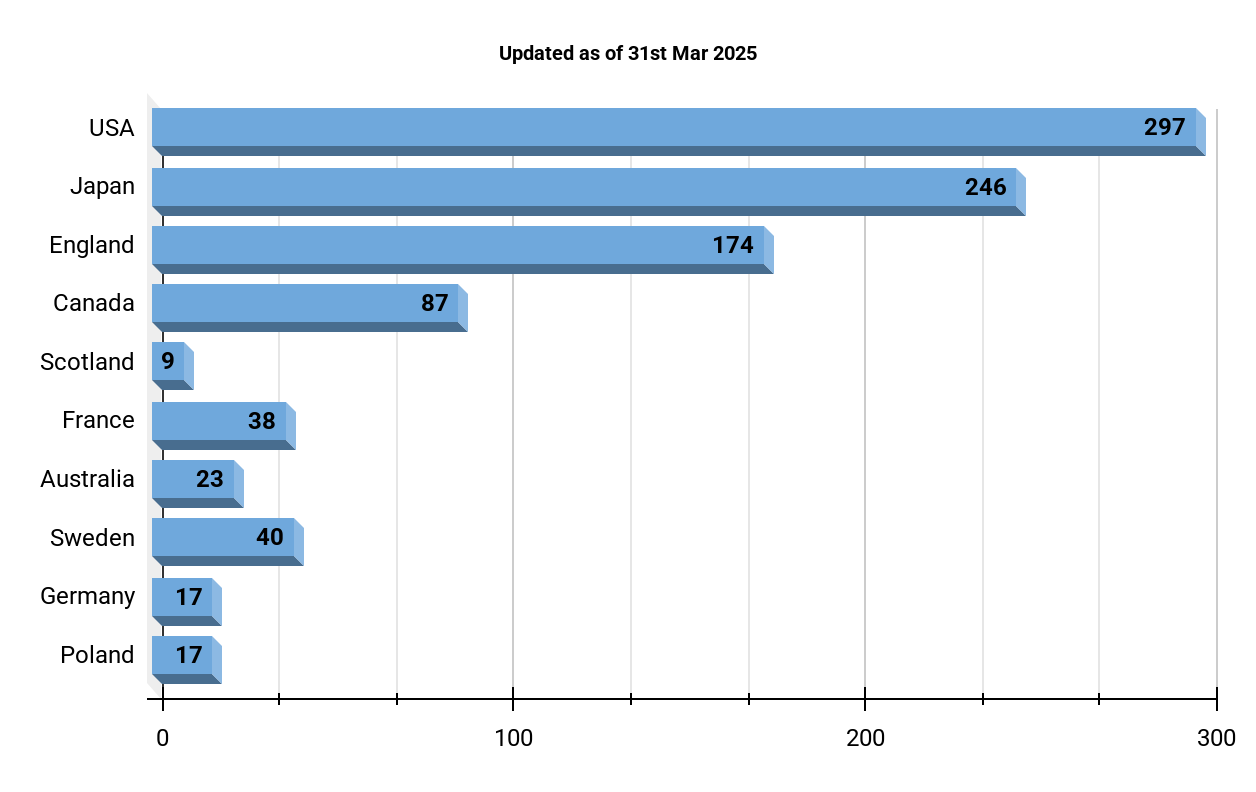 Updated as of 31st Mar 2025
USA 297
Japan 246
England 174
Canada 87
Scotland 9
France 38
Australia 23
Sweden 40
Germany 17
Poland 17
0 100 200 300